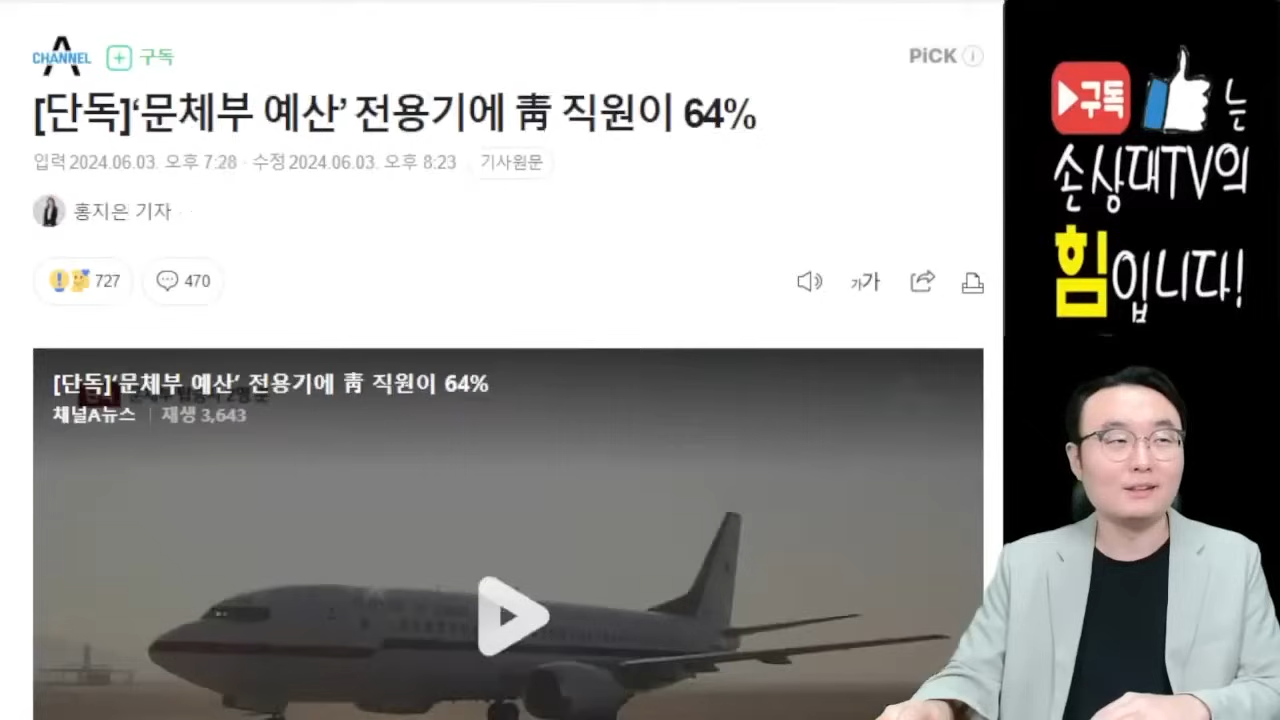 CHANNEL A 구독
PiCK
[단독]‘문체부 예산’ 전용기에 靑 직원이 64%
입력 2024.06.03. 오후 7:28 · 수정 2024.06.03. 오후 8:23 기사원문
홍지은 기자
727 470
가가
[단독]‘문체부 예산’ 전용기에 靑 직원이 64%
채널A뉴스 재생 3,643
구독 는
손상대TV의
힘입니다!